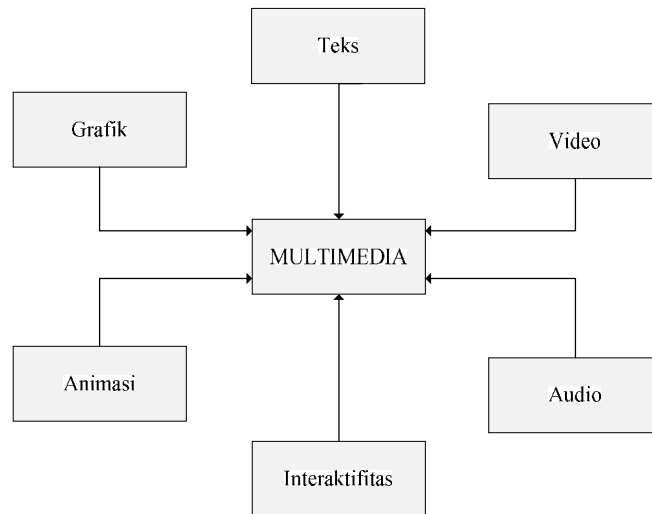 Teks
Grafik
Video
MULTIMEDIA
Animasi
Audio
Interaktifitas